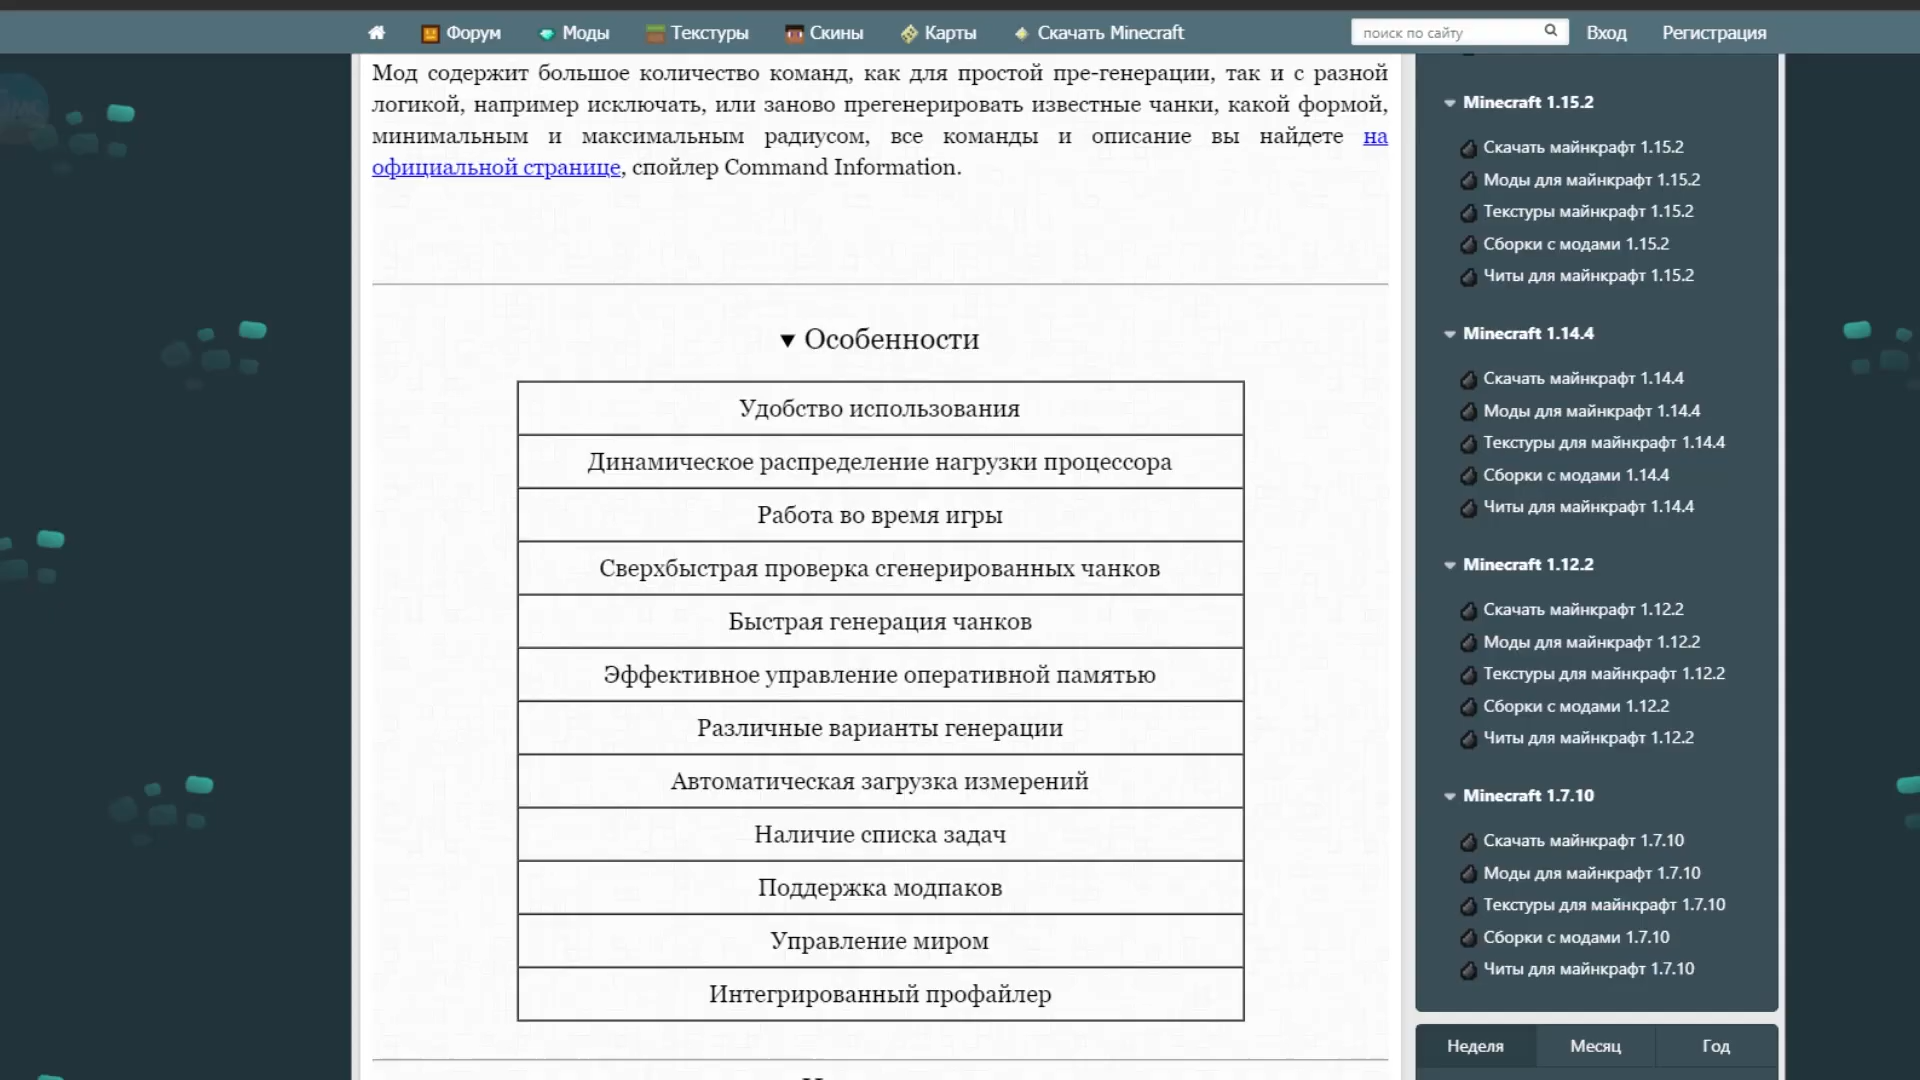 Форум
Моды
Текстуры
Скины
Карты
Скачать Minecraft
поиск по сайту
Вход
Регистрация
Мод содержит большое количество команд, как для простой пре-генерации, так и с разной
логикой, например исключать, или заново прегенерировать известные чанки, какой формой,
минимальным и максимальным радиусом, все команды и описание вы найдете на
официальной странице, спойлер Command Information.
▼ Особенности
Удобство использования
Динамическое распределение нагрузки процессора
Работа во время игры
Сверхбыстрая проверка сгенерированных чанков
Быстрая генерация чанков
Эффективное управление оперативной памятью
Различные варианты генерации
Автоматическая загрузка измерений
Наличие списка задач
Поддержка модпаков
Управление миром
Интегрированный профайлер
Minecraft 1.15.2
Скачать майнкрафт 1.15.2
Моды для майнкрафт 1.15.2
Текстуры майнкрафт 1.15.2
Сборки с модами 1.15.2
Читы для майнкрафт 1.15.2
Minecraft 1.14.4
Скачать майнкрафт 1.14.4
Моды для майнкрафт 1.14.4
Текстуры для майнкрафт 1.14.4
Сборки с модами 1.14.4
Читы для майнкрафт 1.14.4
Minecraft 1.12.2
Скачать майнкрафт 1.12.2
Моды для майнкрафт 1.12.2
Текстуры для майнкрафт 1.12.2
Сборки с модами 1.12.2
Читы для майнкрафт 1.12.2
Minecraft 1.7.10
Скачать майнкрафт 1.7.10
Моды для майнкрафт 1.7.10
Текстуры для майнкрафт 1.7.10
Сборки с модами 1.7.10
Читы для майнкрафт 1.7.10
Неделя
Месяц
Год